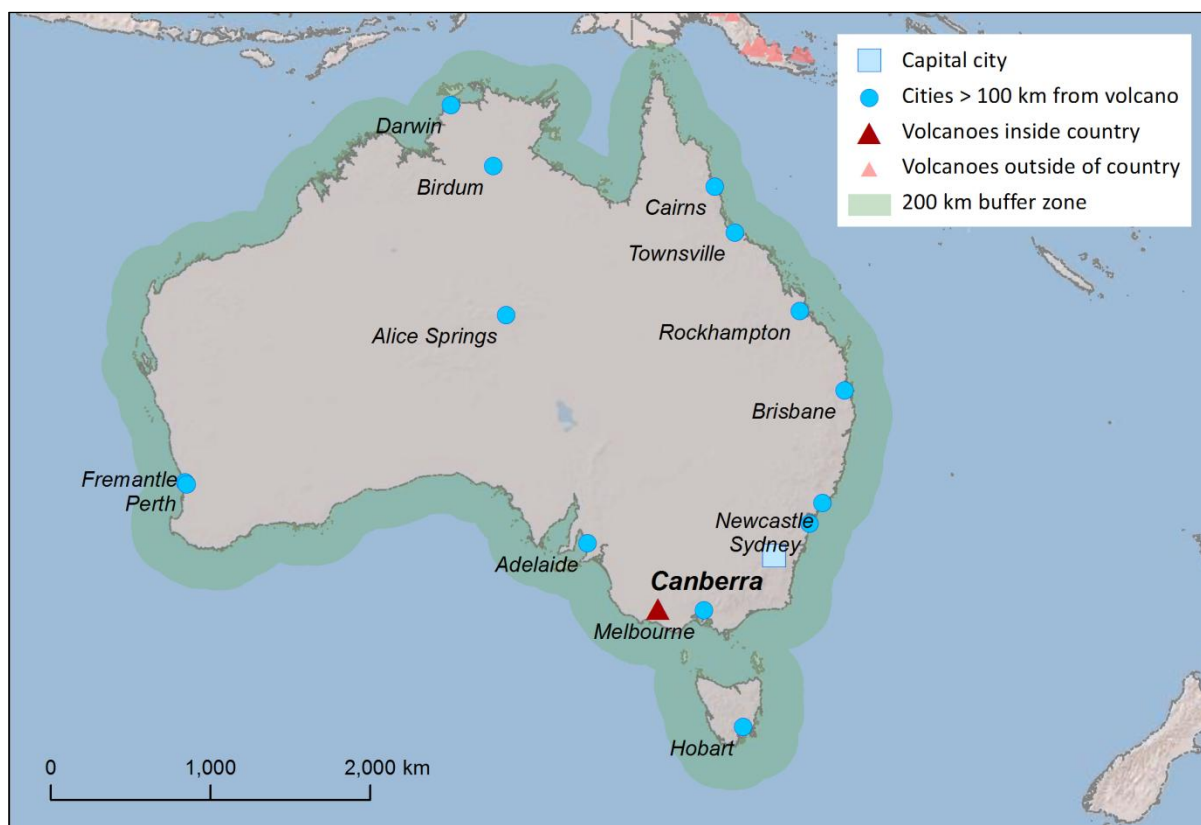 Capital city
Cities > 100 km from volcano
Volcanoes inside country
Volcanoes outside of country
200 km buffer zone
Darwin
Birdum
Cairns
Townsville
Alice Springs
Rockhampton
Brisbane
Fremantle
Perth
Newcastle
Sydney
Adelaide
Canberra
Melbourne
Hobart
0 1,000 2,000 km